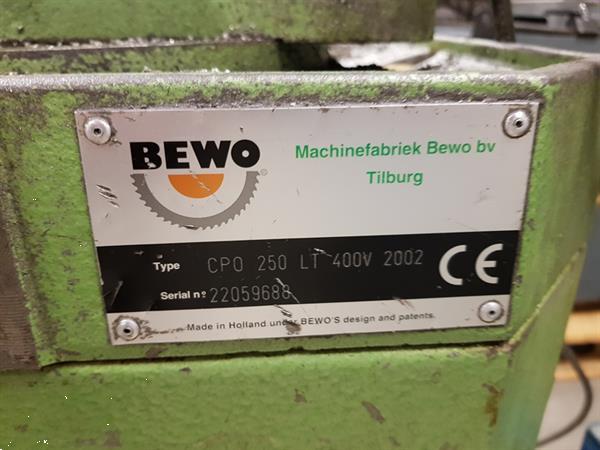 BEWO
®
Machinefabriek Bewo bv
Tilburg
Type CPO 250 LT 400V 2002
CE
Serial nº 22059688
Made in Holland under BEWO'S design and patents.